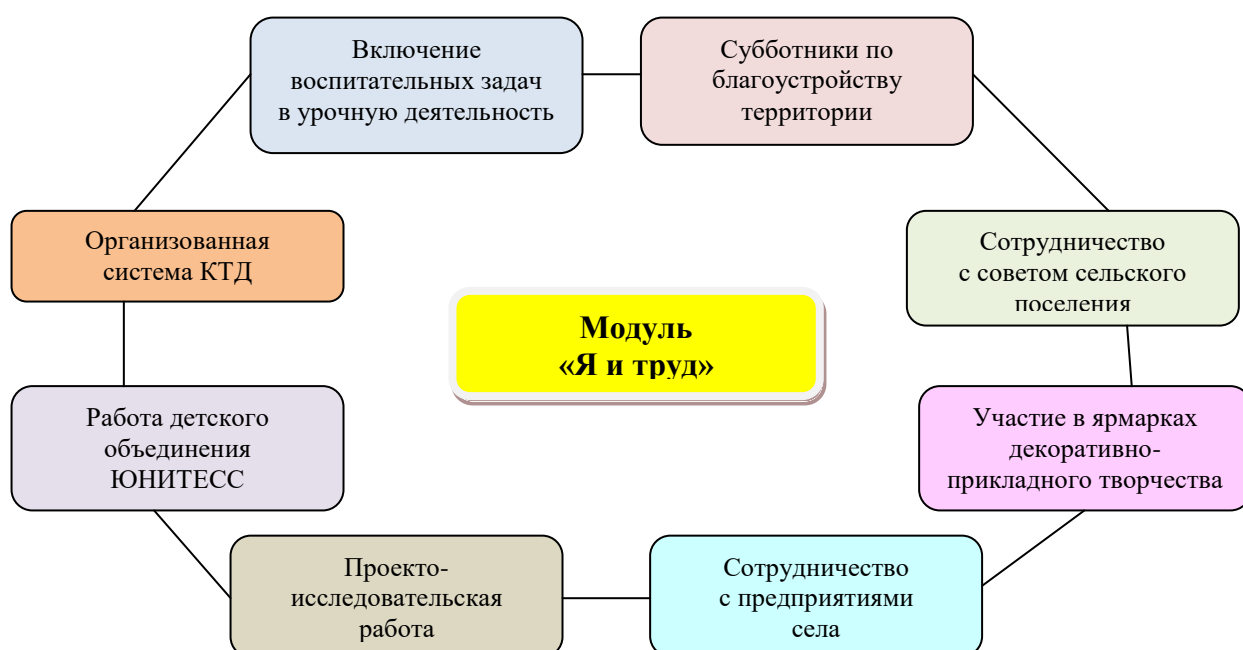 Включение
воспитательных задач
в урочную деятельность
Субботники по
благоустройству
территории
Организованная
система КТД
Сотрудничество
с советом сельского
поселения
Модуль
«Я и труд»
Работа детского
объединения
ЮНИТЕСС
Участие в ярмарках
декоративно-
прикладного творчества
Проекто-
исследовательская
работа
Сотрудничество
с предприятиями
села